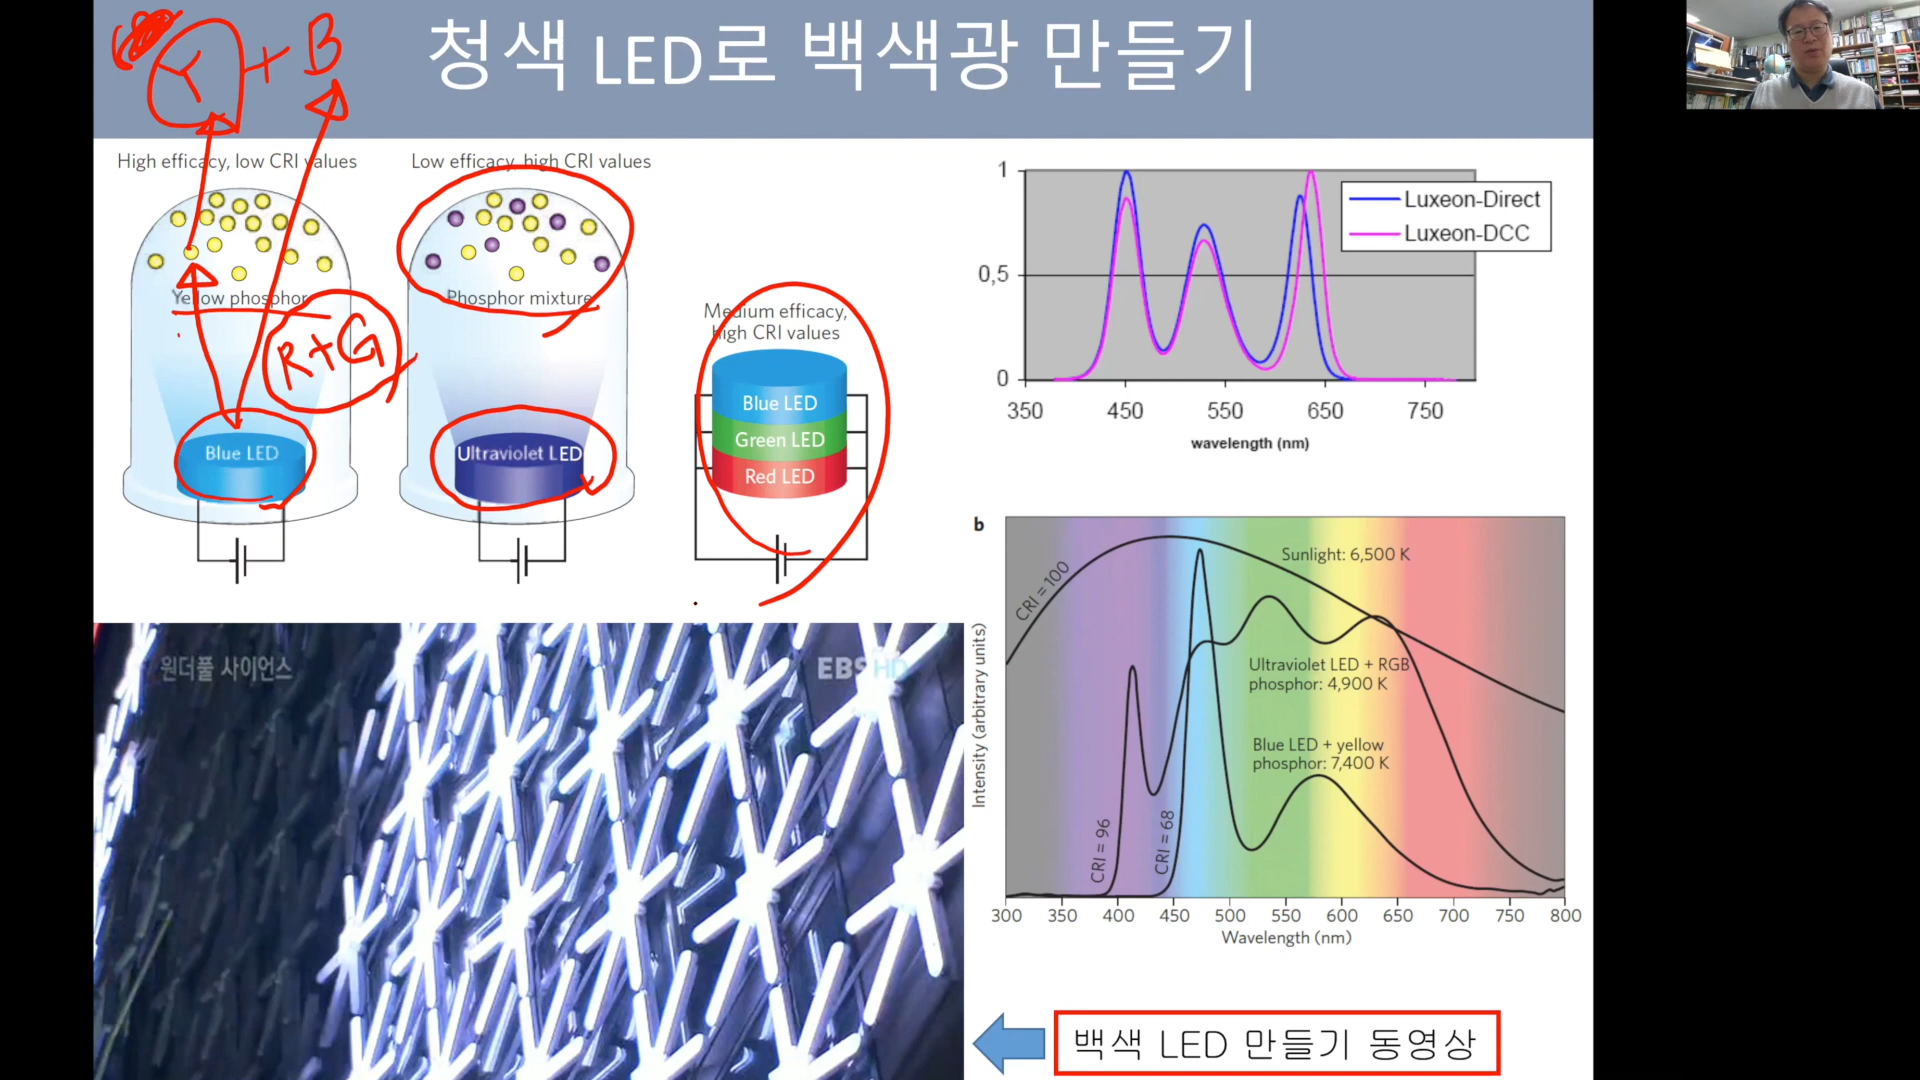 Y + B
청색 LED로 백색광 만들기
High efficacy, low CRI values
Yellow phosphor
R+G
Blue LED
Low efficacy, high CRI values
Phosphor mixture
Ultraviolet LED
Medium efficacy,
high CRI values
Blue LED
Green LED
Red LED
1
0,5
0
350 450 550 650 750
wavelength (nm)
Luxeon-Direct
Luxeon-DCC
b
Sunlight: 6,500 K
CRI = 100
Ultraviolet LED + RGB
phosphor: 4,900 K
Blue LED + yellow
phosphor: 7,400 K
CRI = 96
CRI = 68
Intensity (arbitrary units)
300 350 400 450 500 550 600 650 700 750 800
Wavelength (nm)
원더풀 사이언스
EBS HD
백색 LED 만들기 동영상